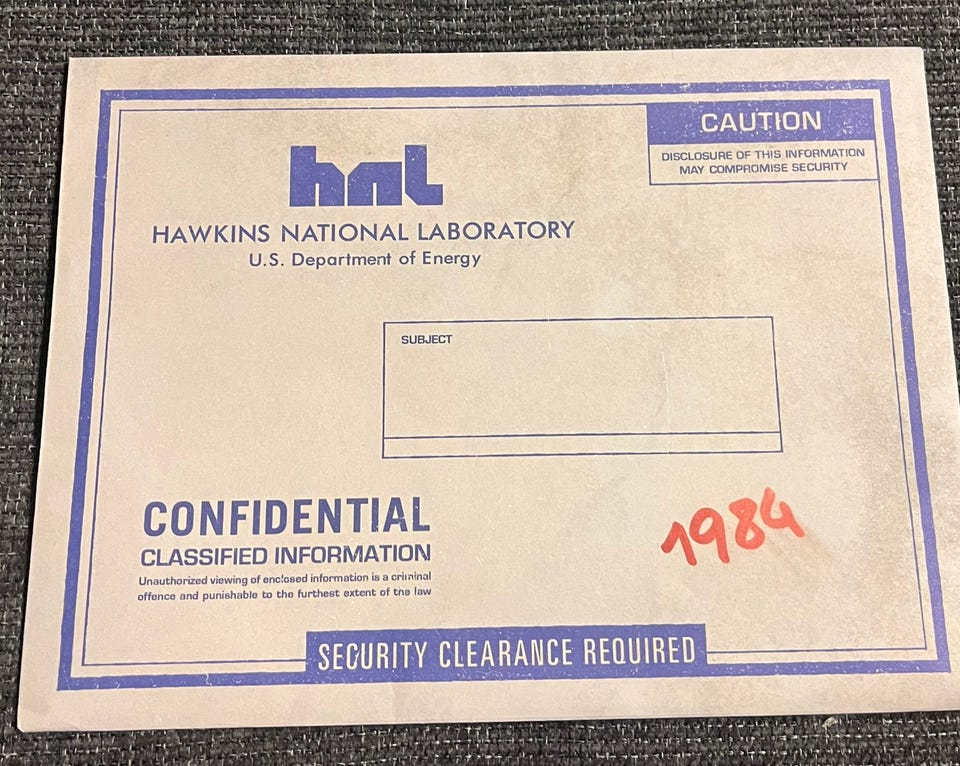 CAUTION
DISCLOSURE OF THIS INFORMATION
MAY COMPROMISE SECURITY
hnl
HAWKINS NATIONAL LABORATORY
U.S. Department of Energy
SUBJECT
CONFIDENTIAL
CLASSIFIED INFORMATION
Unauthorized viewing of enclosed information is a criminal
offence and punishable to the furthest extent of the law
1984
SECURITY CLEARANCE REQUIRED